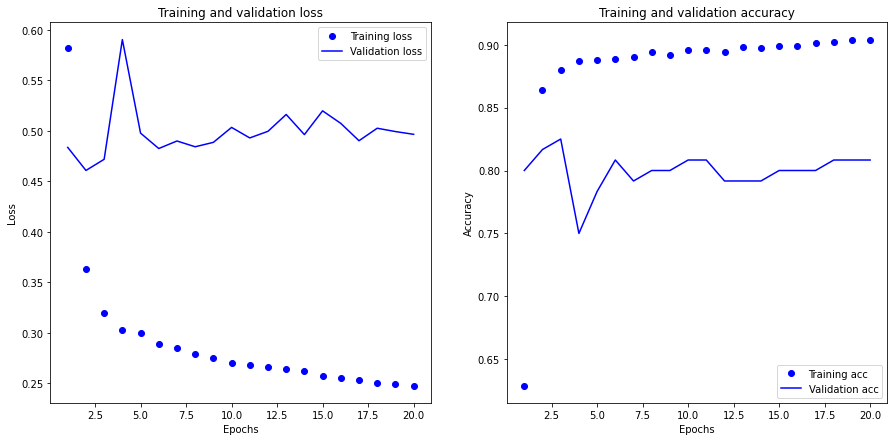 Training and validation loss
0.60
0.55
0.50
0.45
0.40
0.35
0.30
0.25
Loss
Training loss
Validation loss
2.5 5.0 7.5 10.0 12.5 15.0 17.5 20.0
Epochs
Training and validation accuracy
0.90
0.85
0.80
0.75
0.70
0.65
Accuracy
Training acc
Validation acc
2.5 5.0 7.5 10.0 12.5 15.0 17.5 20.0
Epochs